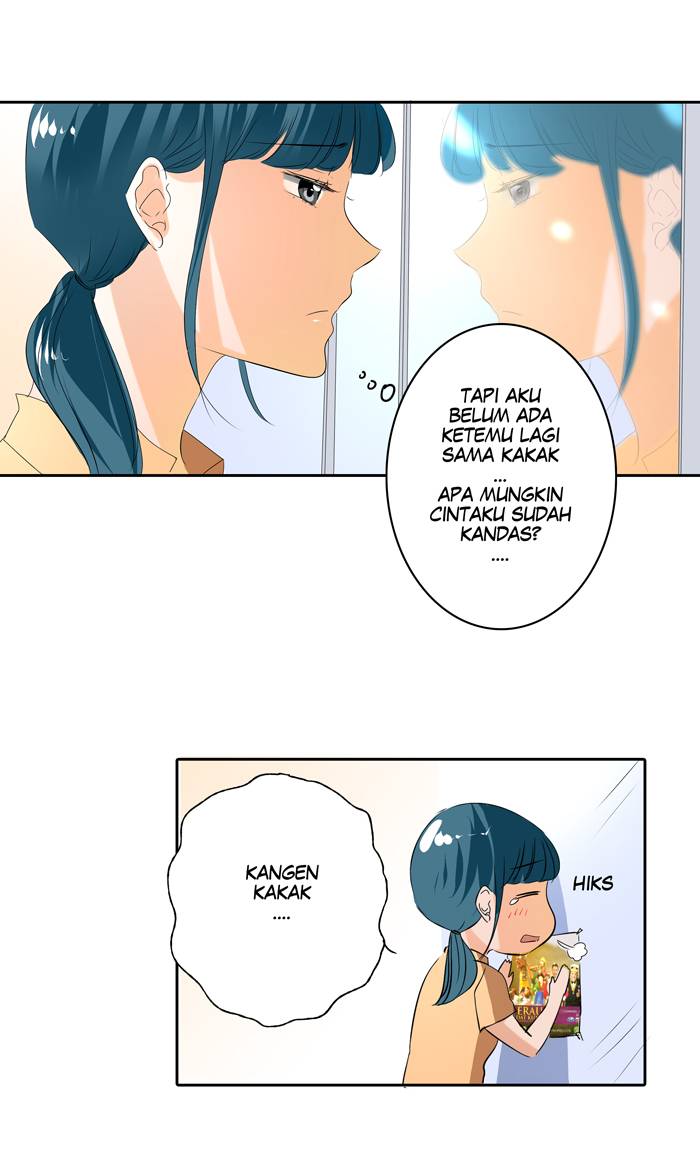 TAPI AKU
BELUM ADA
KETEMU LAGI
SAMA KAKAK
...
APA MUNGKIN
CINTAKU SUDAH
KANDAS?
....
KANGEN
KAKAK
....
HIKS